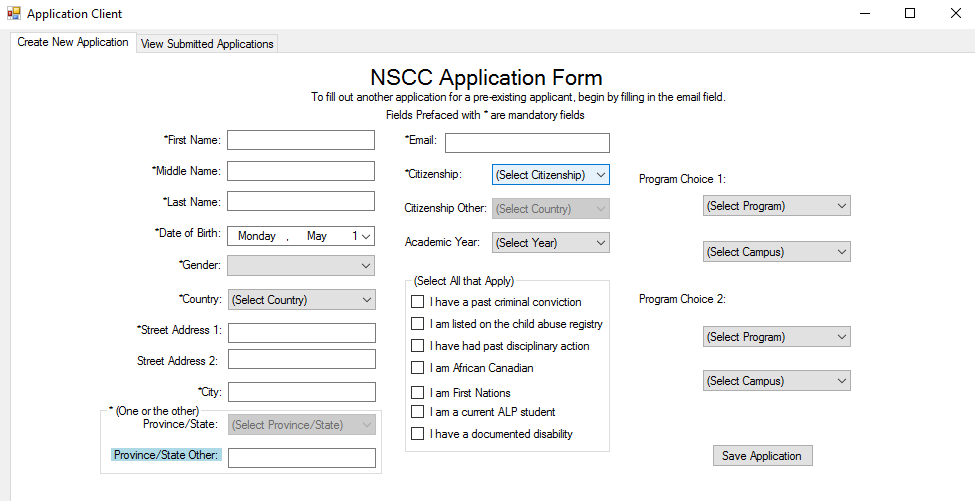 Application Client
Create New Application
View Submitted Applications
NSCC Application Form
To fill out another application for a pre-existing applicant, begin by filling in the email field.
Fields Prefaced with * are mandatory fields
*First Name:
*Middle Name:
*Last Name:
*Date of Birth: Monday , May 1
*Gender:
*Country: (Select Country)
*Street Address 1:
Street Address 2:
*City:
* (One or the other)
Province/State: (Select Province/State)
Province/State Other:
*Email:
*Citizenship: (Select Citizenship)
Citizenship Other: (Select Country)
Academic Year: (Select Year)
(Select All that Apply)
I have a past criminal conviction
I am listed on the child abuse registry
I have had past disciplinary action
I am African Canadian
I am First Nations
I am a current ALP student
I have a documented disability
Program Choice 1:
(Select Program)
(Select Campus)
Program Choice 2:
(Select Program)
(Select Campus)
Save Application